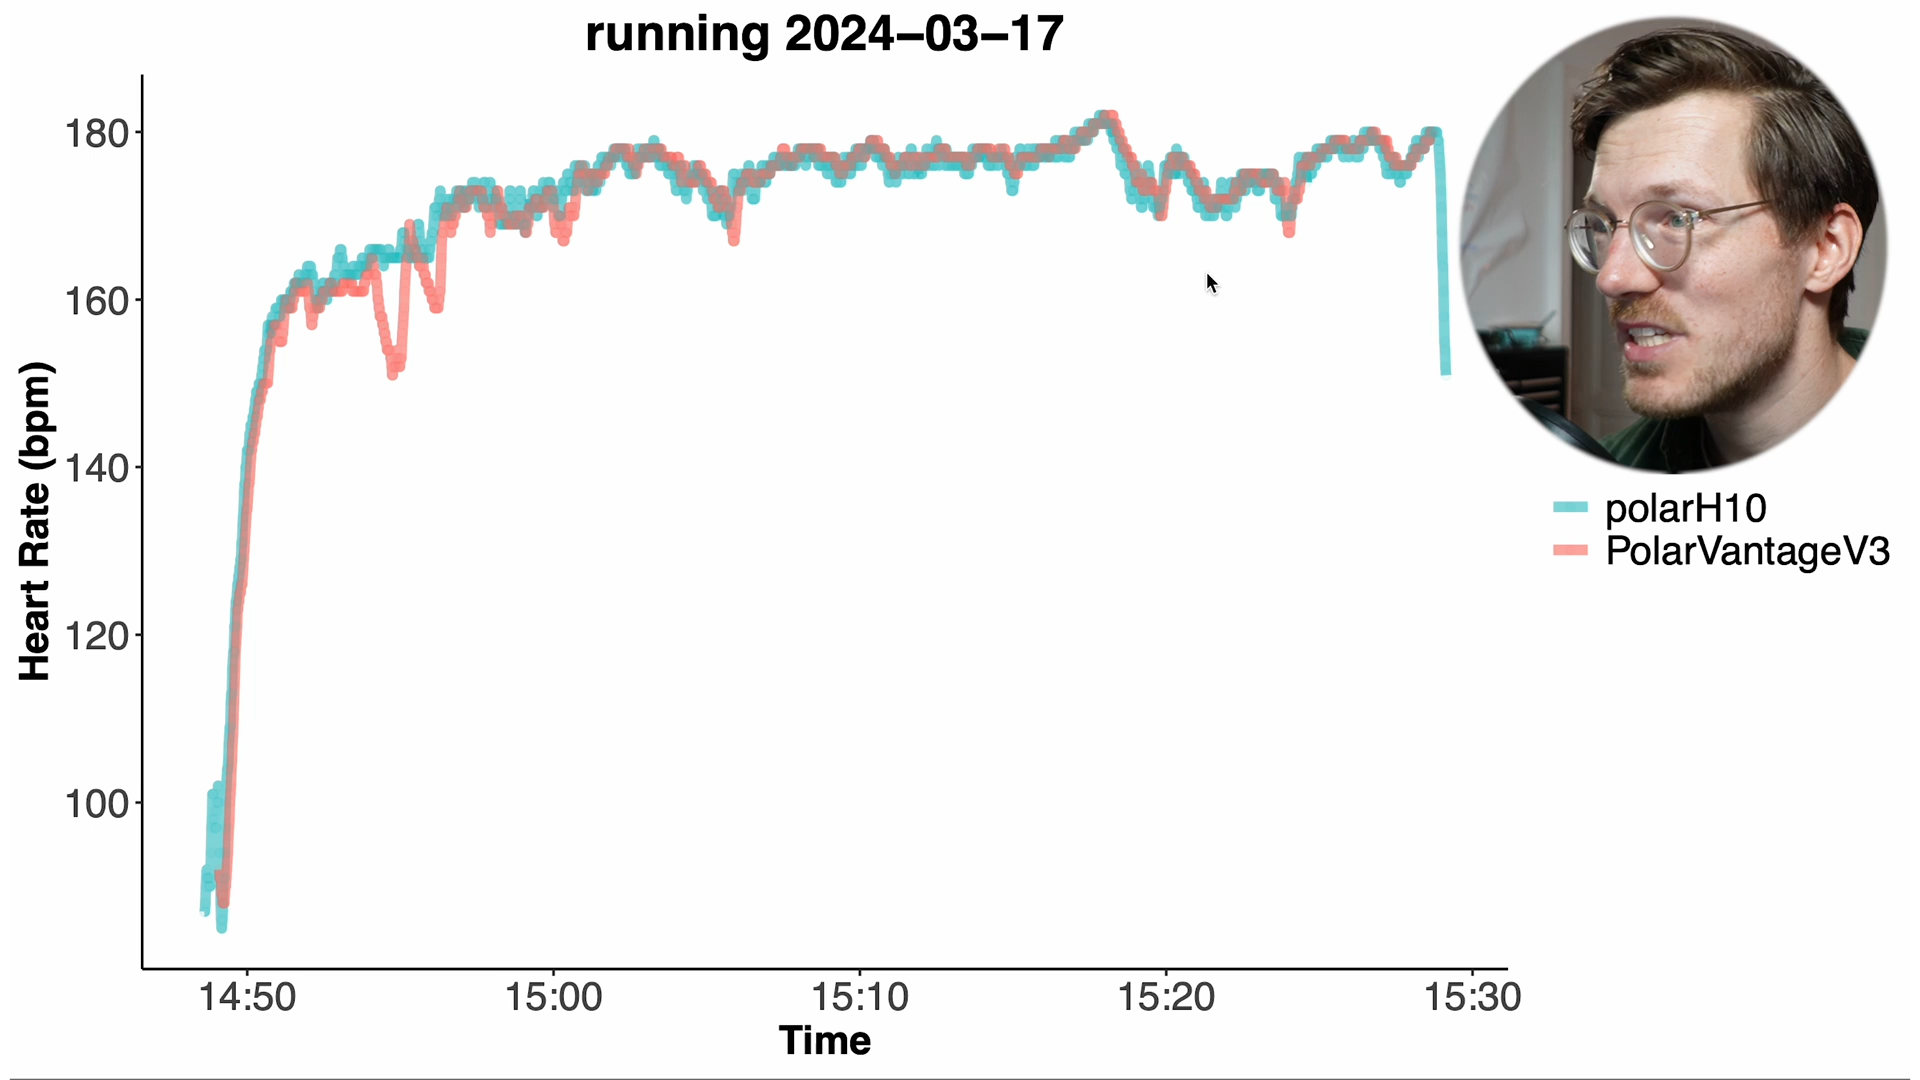 running 2024–03–17
180
160
140
120
100
Heart Rate (bpm)
14:50 15:00 15:10 15:20 15:30
Time
polarH10
PolarVantageV3